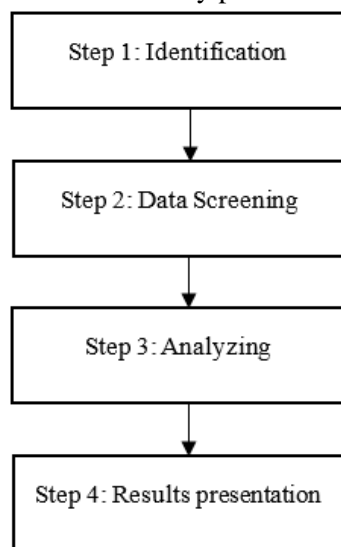 Step 1: Identification
Step 2: Data Screening
Step 3: Analyzing
Step 4: Results presentation